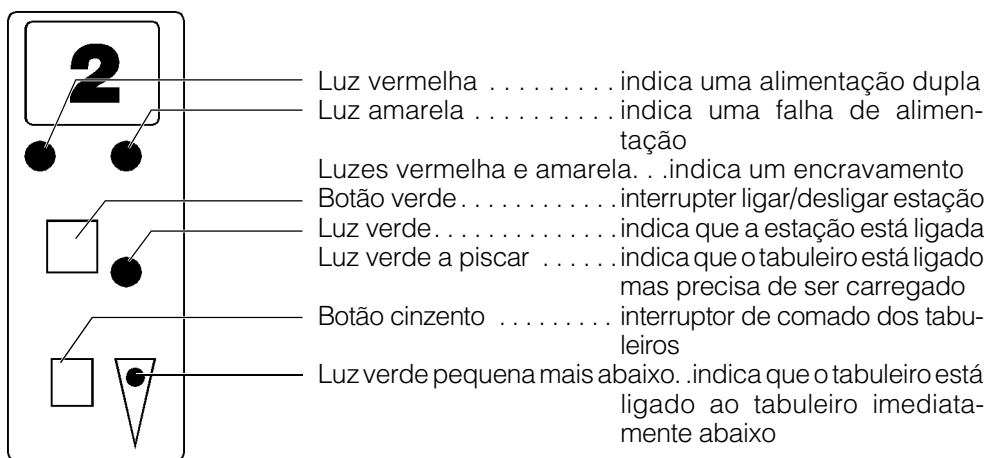 2
Luz vermelha . . . . . . . . . indica uma alimentação dupla
Luz amarela . . . . . . . . . . indica uma falha de alimen-
tação
Luzes vermelha e amarela. . .indica um encravamento
Botão verde . . . . . . . . . . . . interrupter ligar/desligar estação
Luz verde . . . . . . . . . . . . . . indica que a estação está ligada
Luz verde a piscar . . . . . . indica que o tabuleiro está ligado
mas precisa de ser carregado
Botão cinzento . . . . . . . . . interruptor de comado dos tabu-
leiros
Luz verde pequena mais abaixo. .indica que o tabuleiro está
ligado ao tabuleiro imediata-
mente abaixo